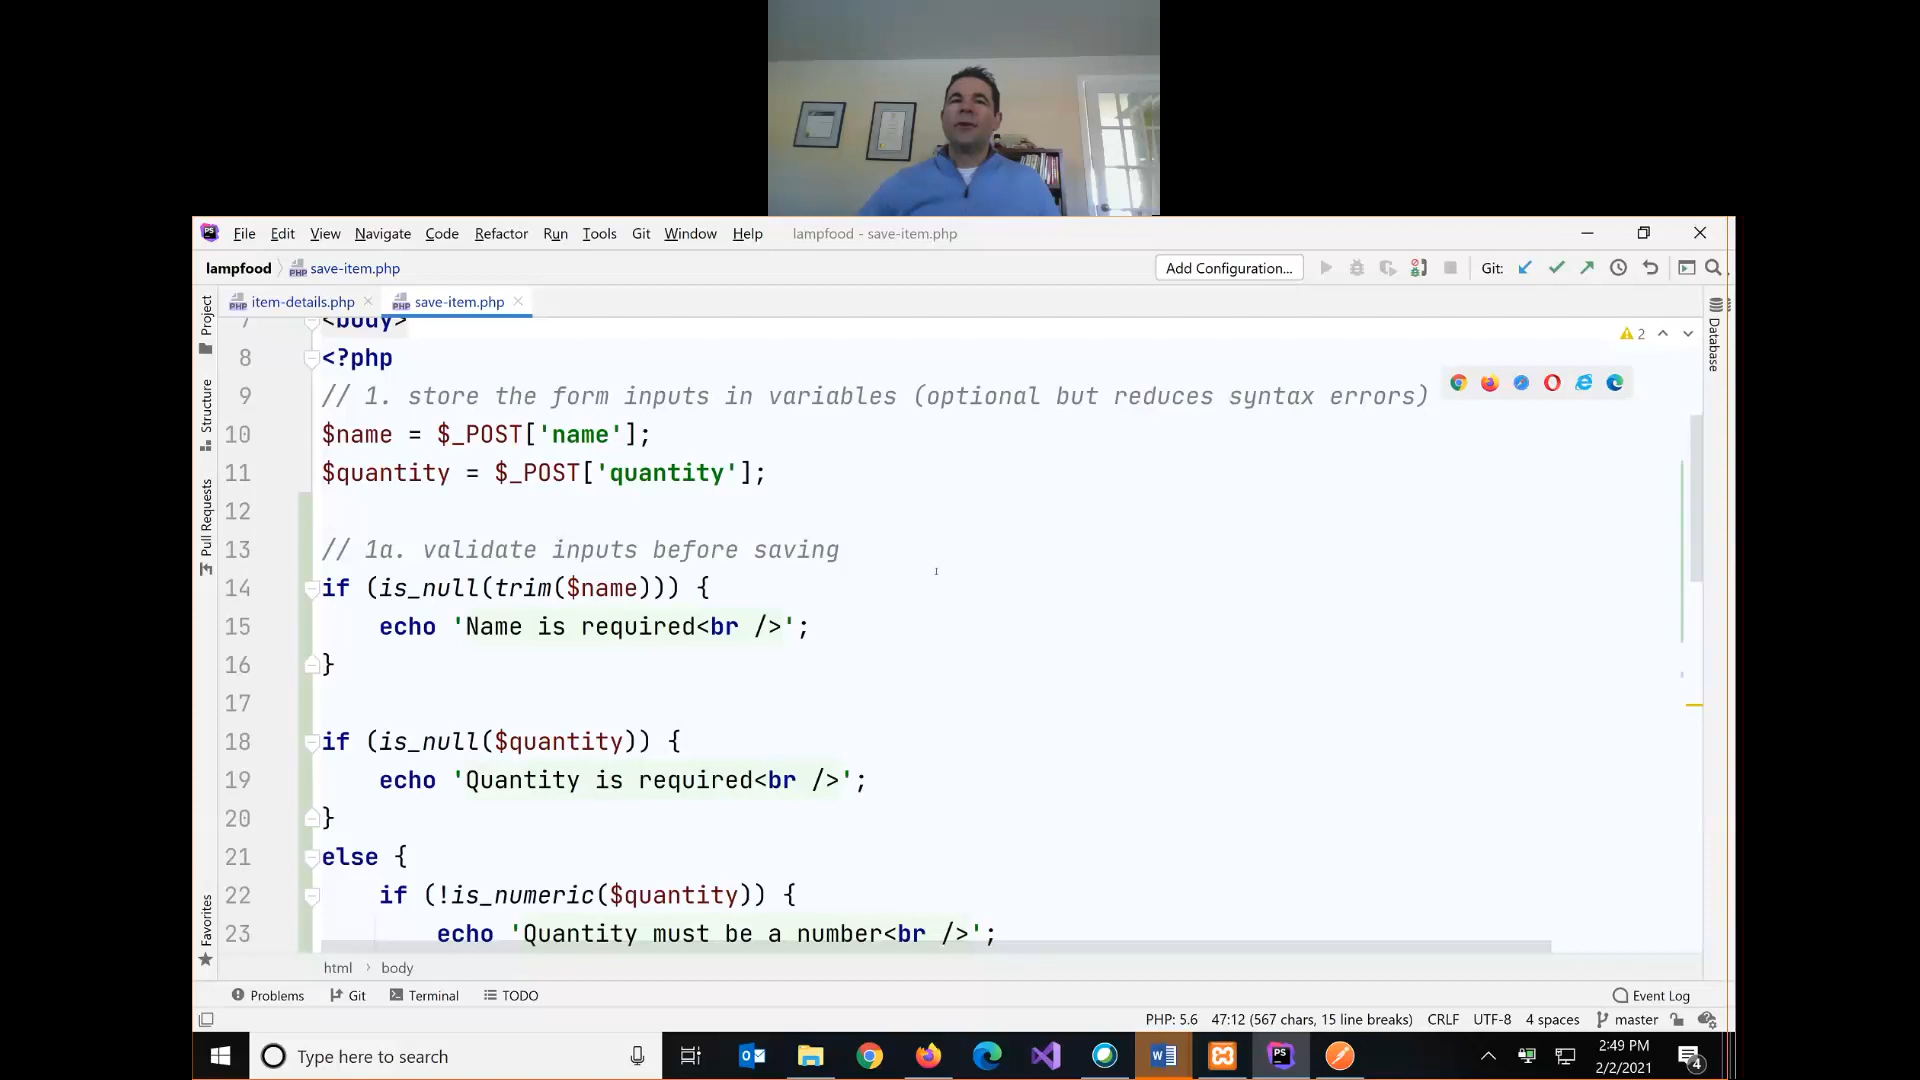 File Edit View Navigate Code Refactor Run Tools Git Window Help lampfood - save-item.php
lampfood save-item.php Add Configuration... Git:
item-details.php save-item.php
Project
Structure
Pull Requests
Favorites
Database
2
7 <body>
8 <?php
9 // 1. store the form inputs in variables (optional but reduces syntax errors)
10 $name = $_POST['name'];
11 $quantity = $_POST['quantity'];
12
13 // 1a. validate inputs before saving
14 if (is_null(trim($name))) {
15 echo 'Name is required<br />';
16 }
17
18 if (is_null($quantity)) {
19 echo 'Quantity is required<br />';
20 }
21 else {
22 if (!is_numeric($quantity)) {
23 echo 'Quantity must be a number<br />';
html body
Problems Git Terminal TODO Event Log
PHP: 5.6 47:12 (567 chars, 15 line breaks) CRLF UTF-8 4 spaces master
Type here to search
2:49 PM
2/2/2021
4